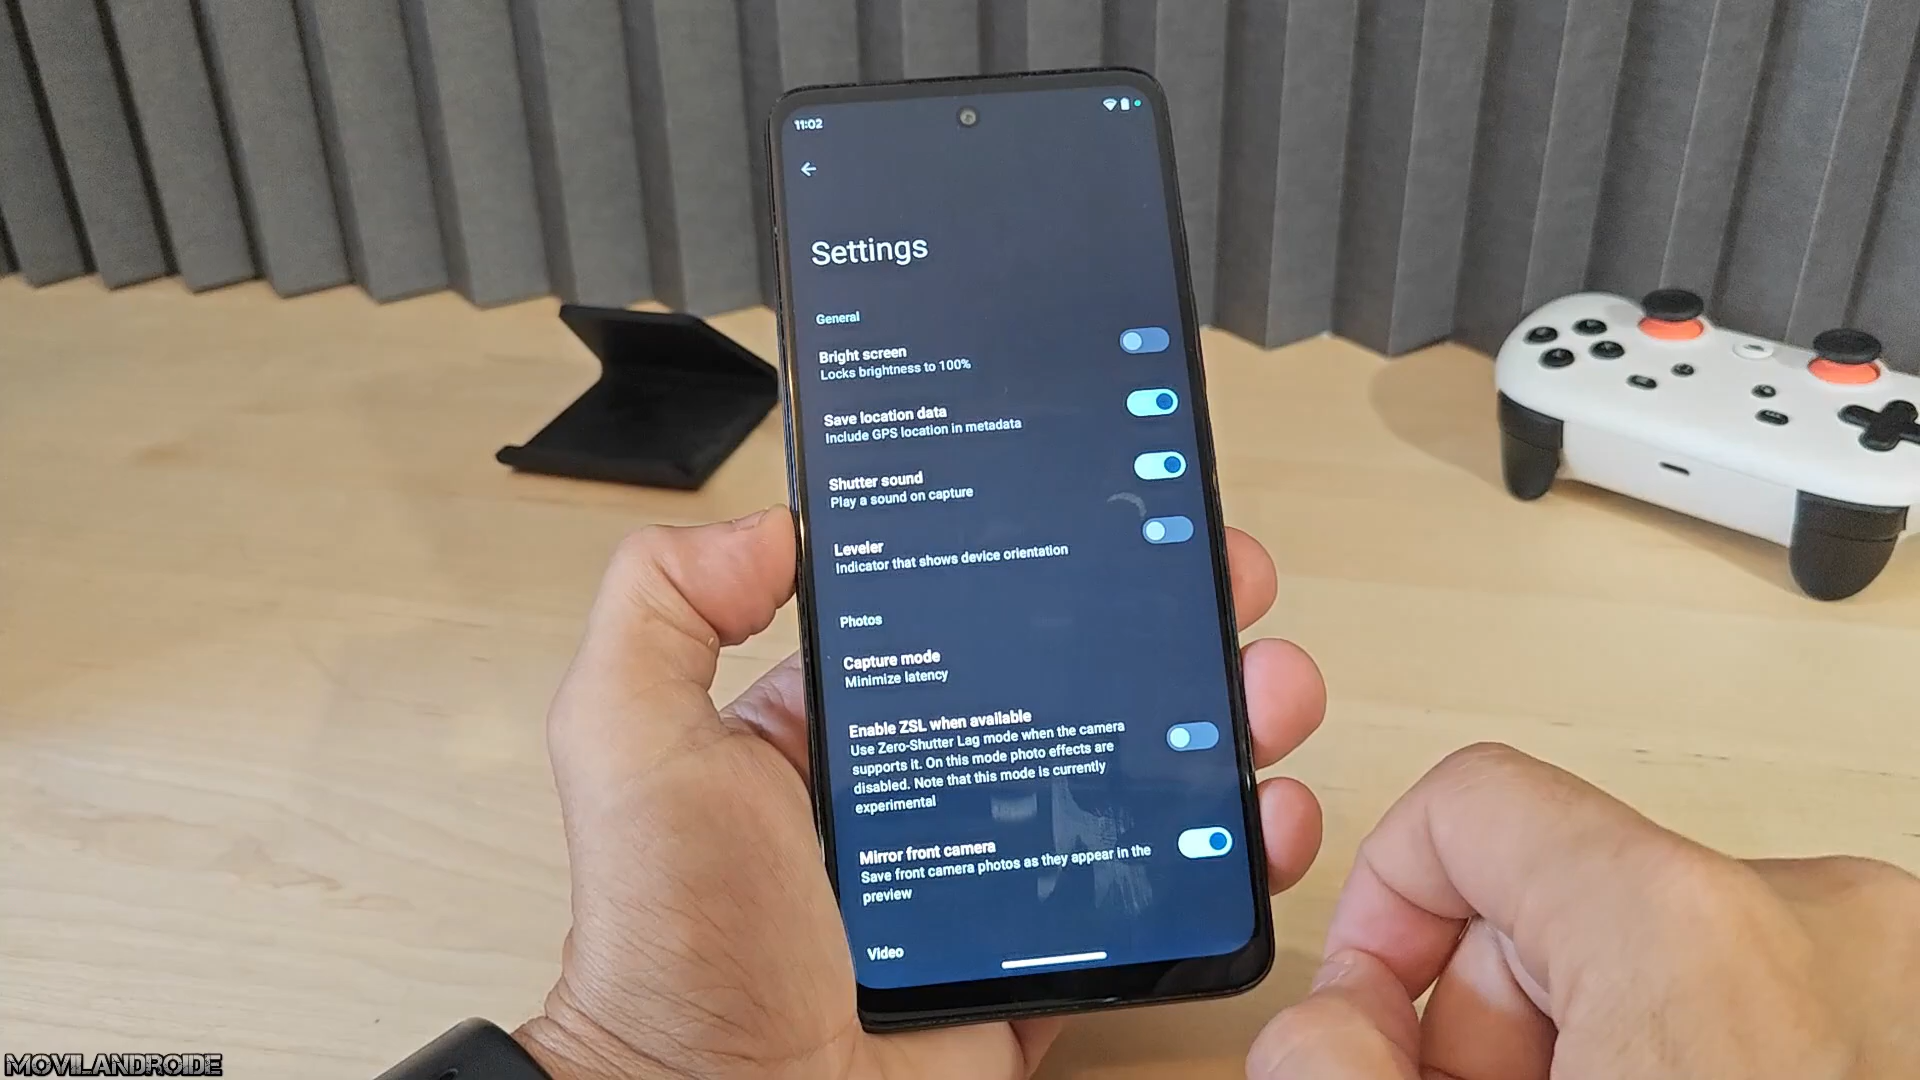 11:02
Settings
General
Bright screen
Locks brightness to 100%
Save location data
Include GPS location in metadata
Shutter sound
Play a sound on capture
Leveler
Indicator that shows device orientation
Photos
Capture mode
Minimize latency
Enable ZSL when available
Use Zero-Shutter Lag mode when the camera
supports it. On this mode photo effects are
disabled. Note that this mode is currently
experimental
Mirror front camera
Save front camera photos as they appear in the
preview
Video
MOVILANDROIDE